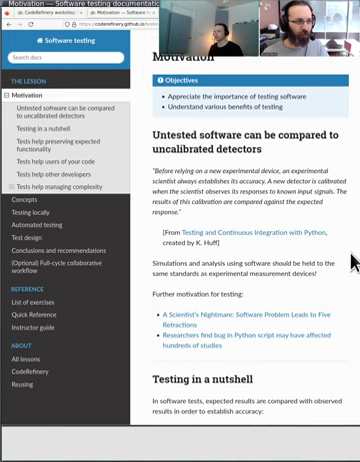 Motivation — Software testing documentation
CodeRefinery workshop
Motivation — Software t
https://coderefinery.github.io/testin
Software testing
Search docs
THE LESSON
Motivation
Untested software can be compared
to uncalibrated detectors
Testing in a nutshell
Tests help preserving expected
functionality
Tests help users of your code
Tests help other developers
Tests help managing complexity
Concepts
Testing locally
Automated testing
Test design
Conclusions and recommendations
(Optional) Full-cycle collaborative
workflow
REFERENCE
List of exercises
Quick Reference
Instructor guide
ABOUT
All lessons
CodeRefinery
Reusing
Motivation
Objectives
Appreciate the importance of testing software
Understand various benefits of testing
Untested software can be compared to
uncalibrated detectors
"Before relying on a new experimental device, an experimental
scientist always establishes its accuracy. A new detector is calibrated
when the scientist observes its responses to known input signals. The
results of this calibration are compared against the expected
response."
[From Testing and Continuous Integration with Python,
created by K. Huff]
Simulations and analysis using software should be held to the
same standards as experimental measurement devices!
Further motivation for testing:
A Scientist's Nightmare: Software Problem Leads to Five
Retractions
Researchers find bug in Python script may have affected
hundreds of studies
Testing in a nutshell
In software tests, expected results are compared with observed
results in order to establish accuracy: